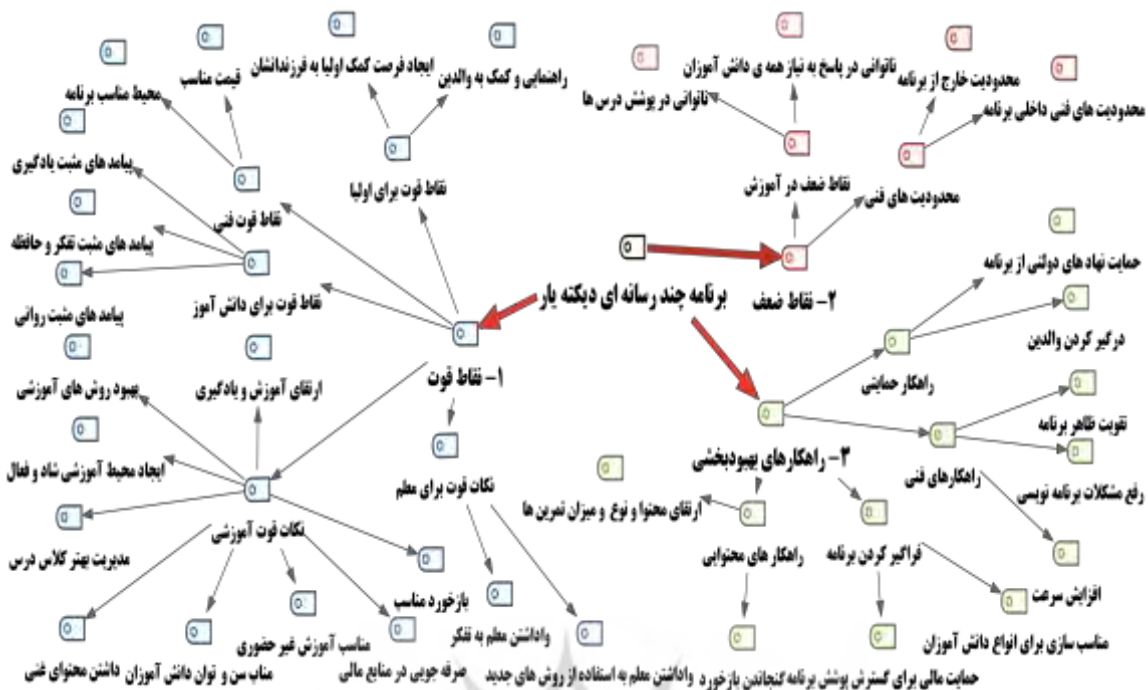 راهنمایی و کمک به والدین
ایجاد فرصت کمک اولیا به فرزندانشان
قیمت مناسب
محیط مناسب برنامه
ناتوانی در پاسخ به نیاز همه ی دانش آموزان
محدودیت خارج از برنامه
ناتوانی در پوشش درس ها
محدودیت های فنی داخلی برنامه
پیامد های مثبت یادگیری
نقاط قوت فنی
نقاط قوت برای اولیا
نقاط ضعف در آموزش
محدودیت های فنی
پیامد های مثبت تفکر و حافظه
حمایت نهاد های دولتی از برنامه
پیامد های مثبت روانی
نقاط قوت برای دانش آموز
برنامه چند رسانه ای دیکته یار
۲- نقاط ضعف
درگیر کردن والدین
۱- نقاط قوت
راهکار حمایتی
بهبود روش های آموزشی
ارتقای آموزش و یادگیری
تقویت ظاهر برنامه
۳- راهکارهای بهبودبخشی
ایجاد محیط آموزشی شاد و فعال
نکات قوت برای معلم
راهکارهای فنی
رفع مشکلات برنامه نویسی
ارتقای محتوا و نوع و میزان تمرین ها
نکات قوت آموزشی
مدیریت بهتر کلاس درس
راهکار های محتوایی
فراگیر کردن برنامه
افزایش سرعت
بازخورد مناسب
واداشتن معلم به تفکر
مناسب آموزش غیر حضوری
مناسب سازی برای انواع دانش آموزان
داشتن محتوای غنی
مناب سن و توان دانش آموزان
صرفه جویی در منابع مالی
واداشتن معلم به استفاده از روش های جدید
گنجاندن بازخورد
حمایت مالی برای گسترش پوشش برنامه